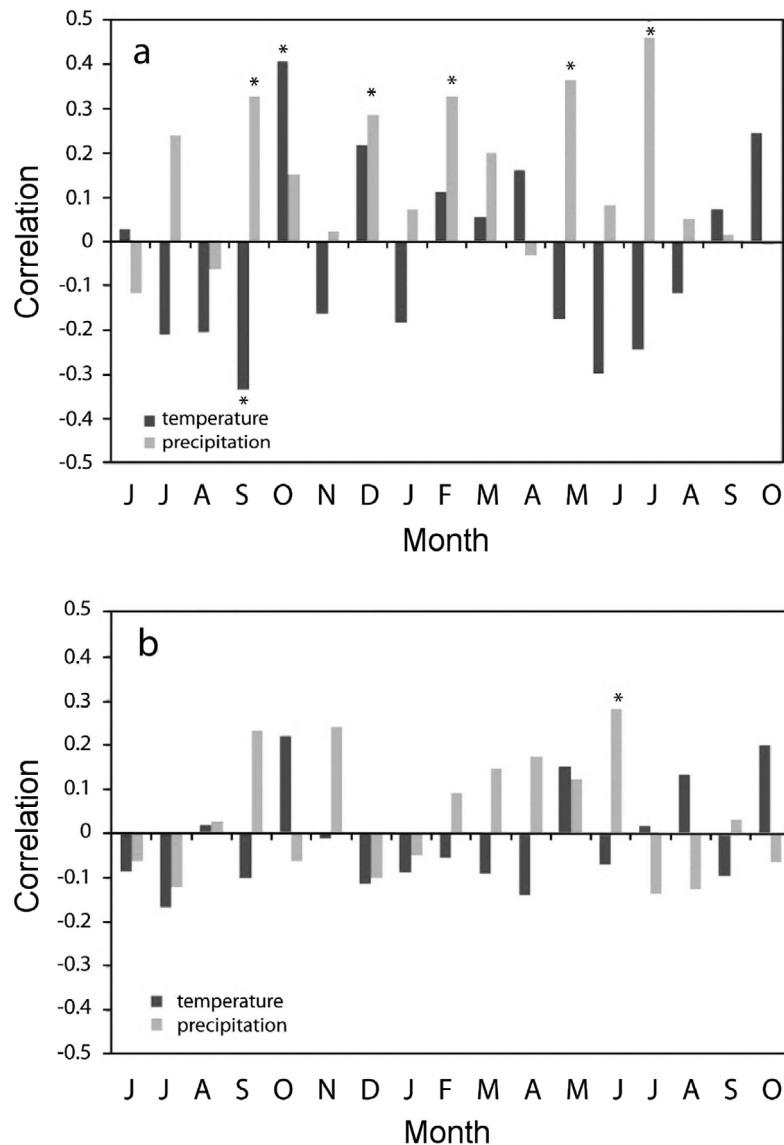 a
0.5
0.4
0.3
0.2
0.1
0
-0.1
-0.2
-0.3
-0.4
-0.5
Correlation
* * * * * * *
*
temperature
precipitation
J J A S O N D J F M A M J J A S O
Month
b
0.5
0.4
0.3
0.2
0.1
0
-0.1
-0.2
-0.3
-0.4
-0.5
Correlation
*
temperature
precipitation
J J A S O N D J F M A M J J A S O
Month